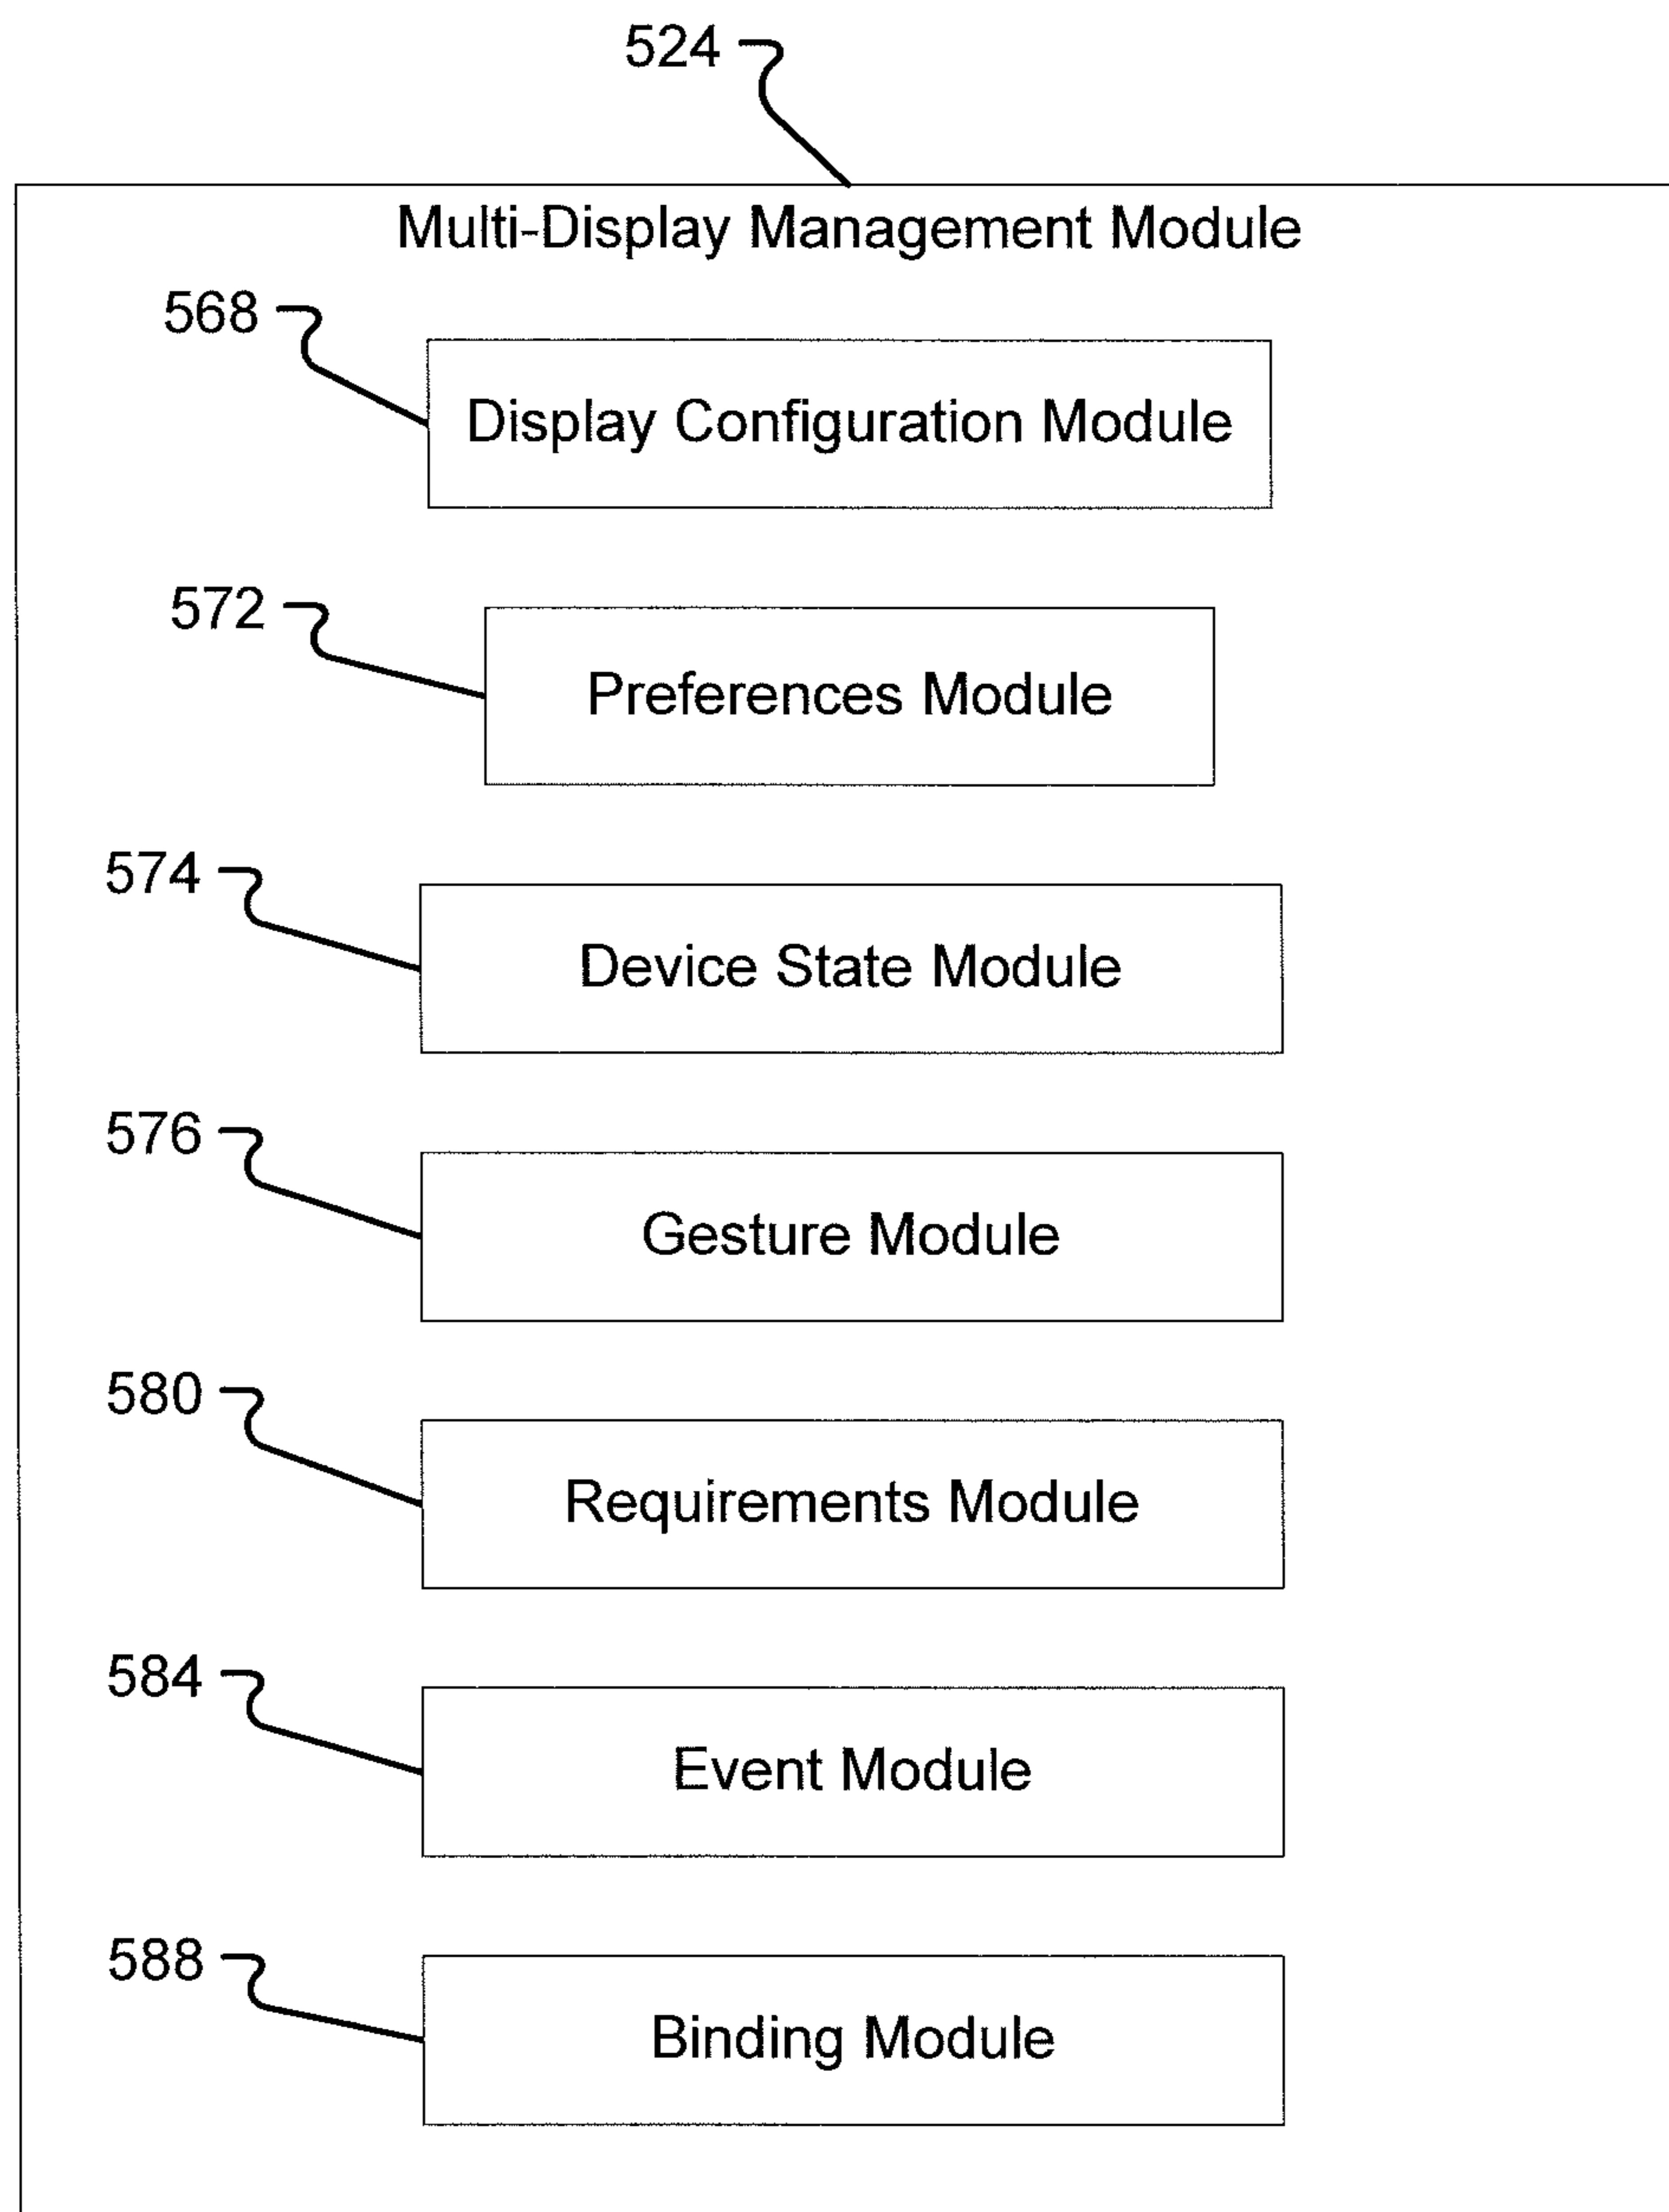 524
Multi-Display Management Module
568
Display Configuration Module
572
Preferences Module
574
Device State Module
576
Gesture Module
580
Requirements Module
584
Event Module
588
Binding Module